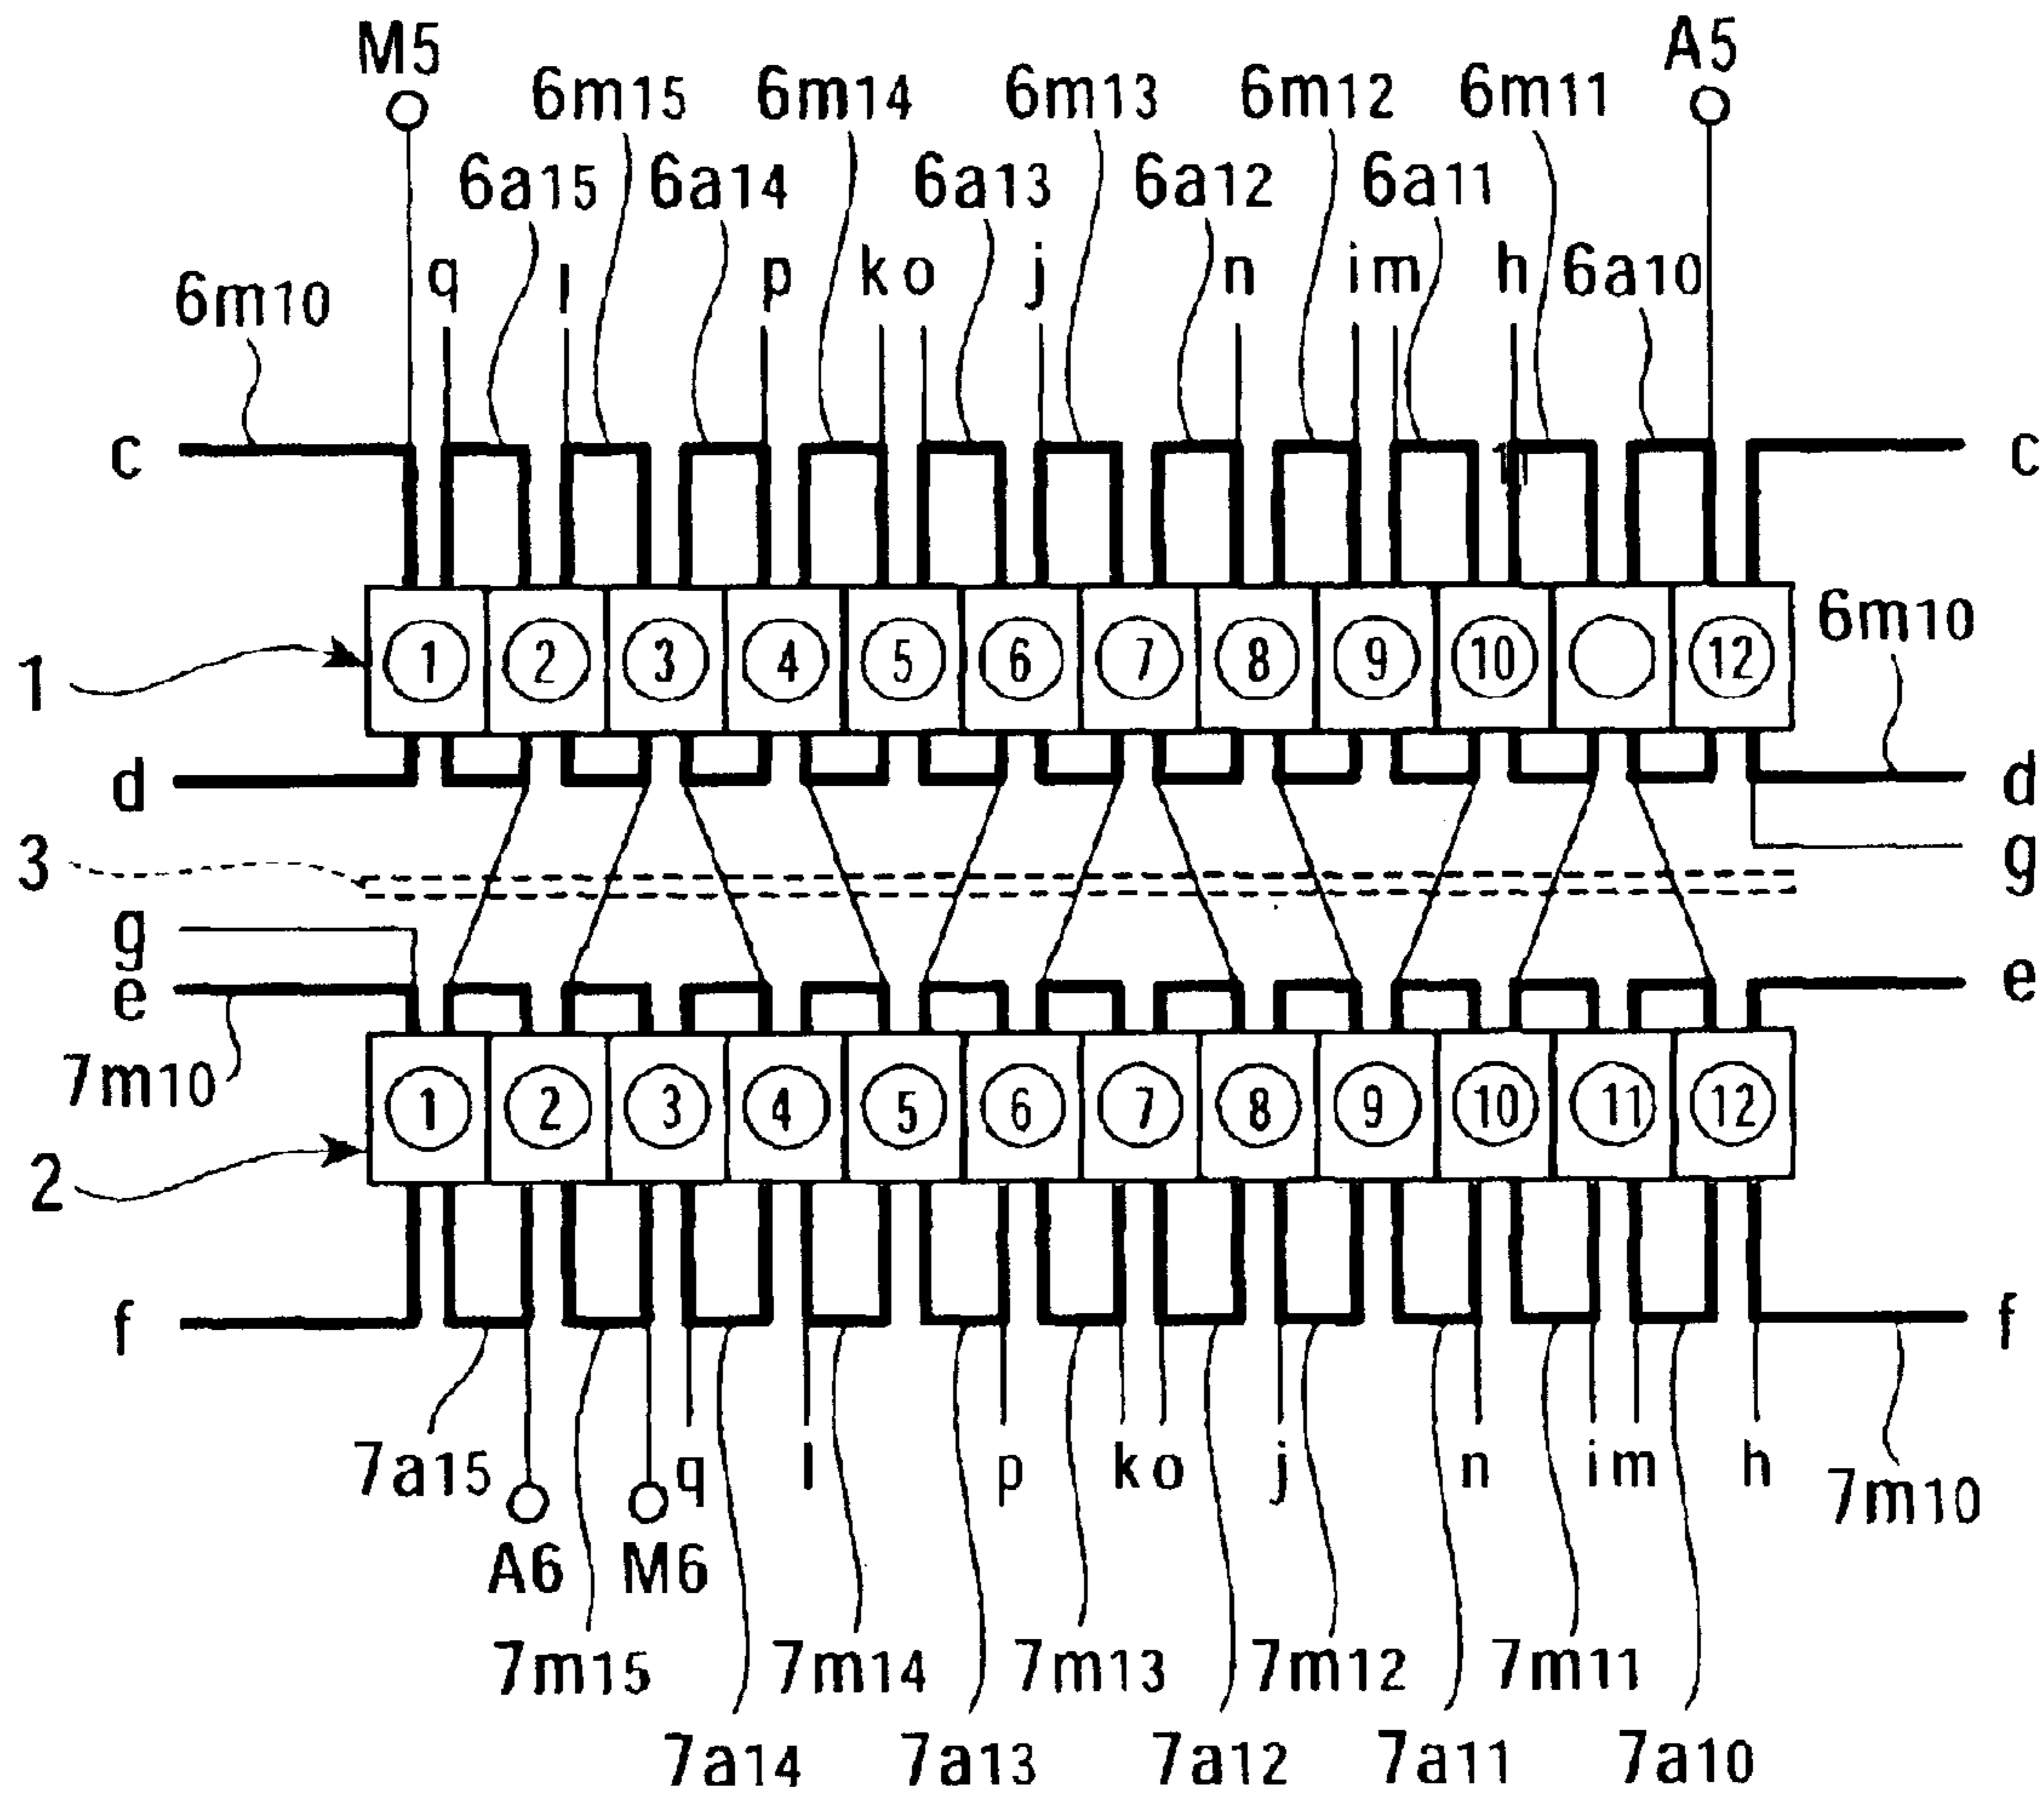 M5 A5
6m15 6m14 6m13 6m12 6m11
6a15 6a14 6a13 6a12 6a11
6m10 q l p k o j n i m h 6a10
c c
11
1 1 2 3 4 5 6 7 8 9 10 12 6m10
d d
3 g
g
e e
7m10 1 2 3 4 5 6 7 8 9 10 11 12
2
f f
7a15 q l p k o j n i m h 7m10
A6 M6
7m15 7m14 7m13 7m12 7m11
7a14 7a13 7a12 7a11 7a10